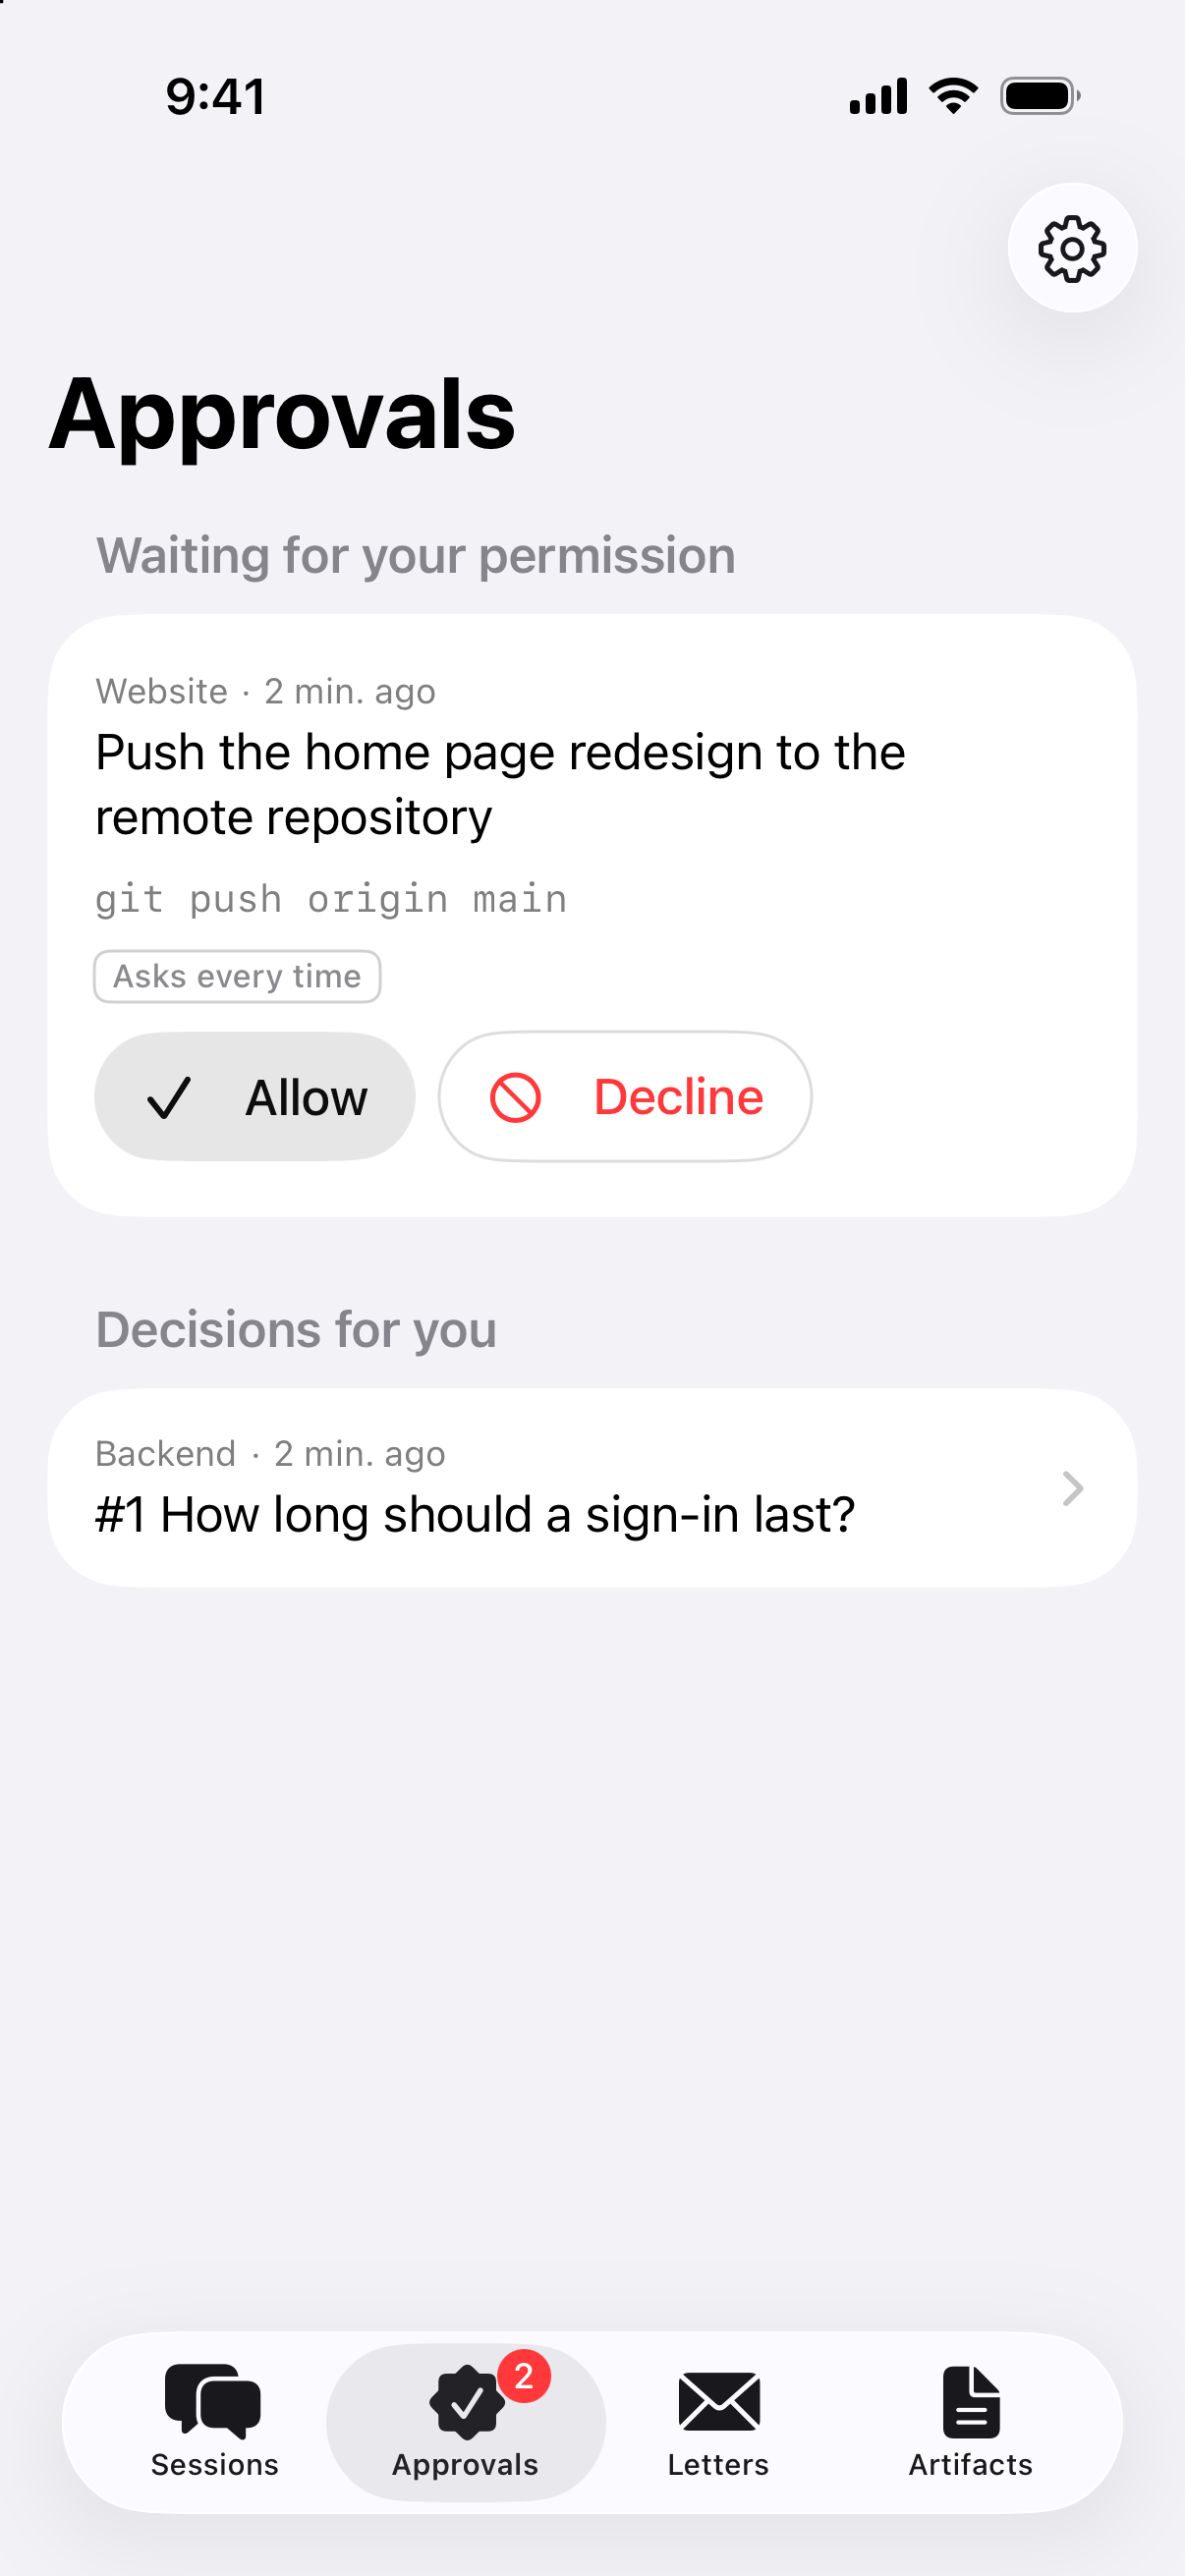 9:41
Approvals
Waiting for your permission
Website · 2 min. ago
Push the home page redesign to the
remote repository
git push origin main
Asks every time
Allow
Decline
Decisions for you
Backend · 2 min. ago
#1 How long should a sign-in last?
2
Sessions
Approvals
Letters
Artifacts